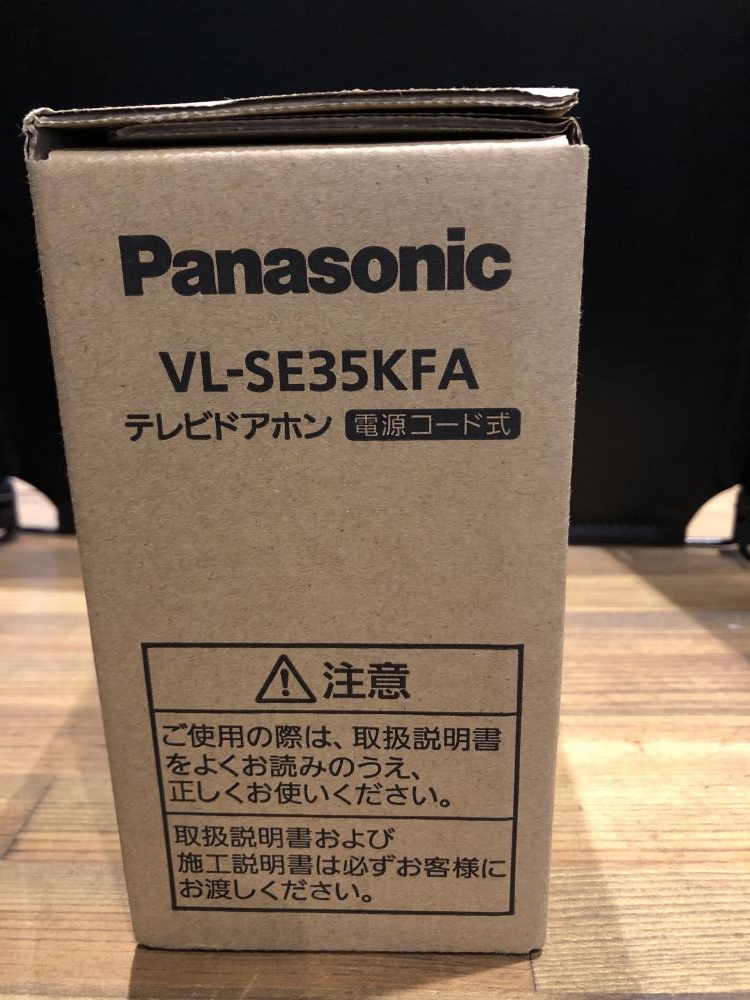 Panasonic
VL-SE35KFA
テレビドアホン 電源コード式
注意
ご使用の際は、取扱説明書
をよくお読みのうえ、
正しくお使いください。
取扱説明書および
施工説明書は必ずお客様に
お渡しください。